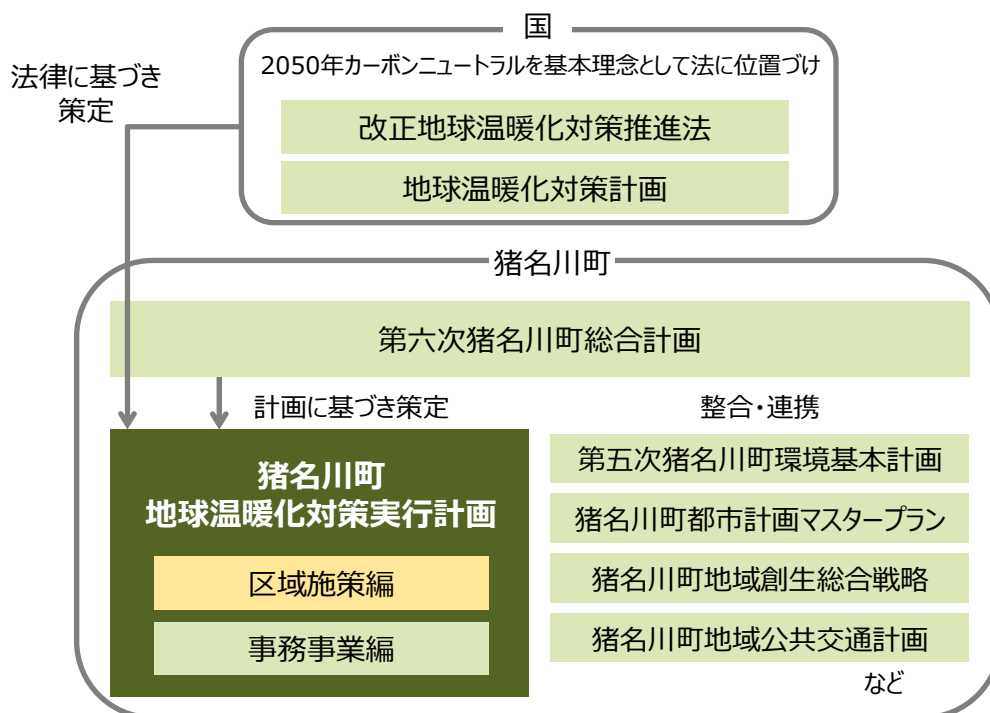 国
2050年カーボンニュートラルを基本理念として法に位置づけ
法律に基づき
策定
改正地球温暖化対策推進法
地球温暖化対策計画
猪名川町
第六次猪名川町総合計画
計画に基づき策定
整合・連携
猪名川町
地球温暖化対策実行計画
区域施策編
事務事業編
第五次猪名川町環境基本計画
猪名川町都市計画マスタープラン
猪名川町地域創生総合戦略
猪名川町地域公共交通計画
など